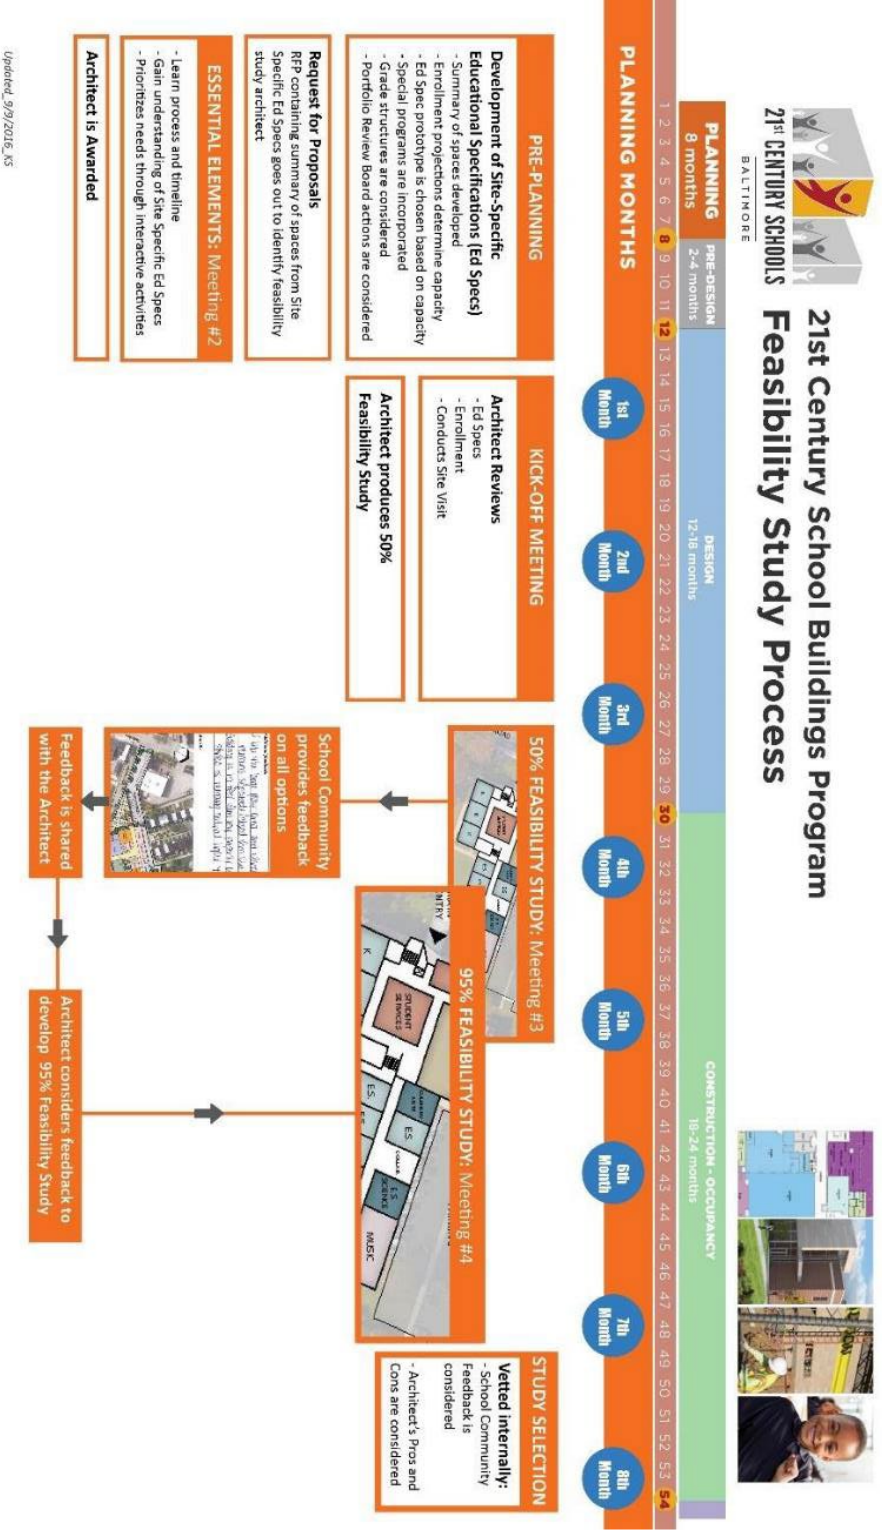 21st CENTURY SCHOOLS
BALTIMORE
21st Century School Buildings Program
Feasibility Study Process
PLANNING
8 months
PRE-DESIGN
2-4 months
DESIGN
12-18 months
CONSTRUCTION - OCCUPANCY
18-24 months
1 2 3 4 5 6 7 8 9 10 11 12 13 14 15 16 17 18 19 20 21 22 23 24 25 26 27 28 29 30 31 32 33 34 35 36 37 38 39 40 41 42 43 44 45 46 47 48 49 50 51 52 53 54
PLANNING MONTHS
1st
Month
2nd
Month
3rd
Month
4th
Month
5th
Month
6th
Month
7th
Month
8th
Month
PRE-PLANNING
Development of Site-Specific
Educational Specifications (Ed Specs)
- Summary of spaces developed
- Enrollment projections determine capacity
- Ed Spec prototype is chosen based on capacity
- Special programs are incorporated
- Grade structures are considered
- Portfolio Review Board actions are considered
Request for Proposals
RFP containing summary of spaces from Site
Specific Ed Specs goes out to identify feasibility
study architect
ESSENTIAL ELEMENTS: Meeting #2
- Learn process and timeline
- Gain understanding of Site Specific Ed Specs
- Prioritizes needs through interactive activities
Architect is Awarded
KICK-OFF MEETING
Architect Reviews
- Ed Specs
- Enrollment
- Conducts Site Visit
Architect produces 50%
Feasibility Study
50% FEASIBILITY STUDY: Meeting #3
School Community
provides feedback
on all options
Feedback is shared
with the Architect
Architect considers feedback to
develop 95% Feasibility Study
95% FEASIBILITY STUDY: Meeting #4
NTRY
K
STUDENT
SERVICES
E.S.
E.S.
E.S.
SCIENCE
MUSIC
STUDY SELECTION
Vetted internally:
- School Community
Feedback is
considered
- Architect's Pros and
Cons are considered
Updated_9/9/2016_KS